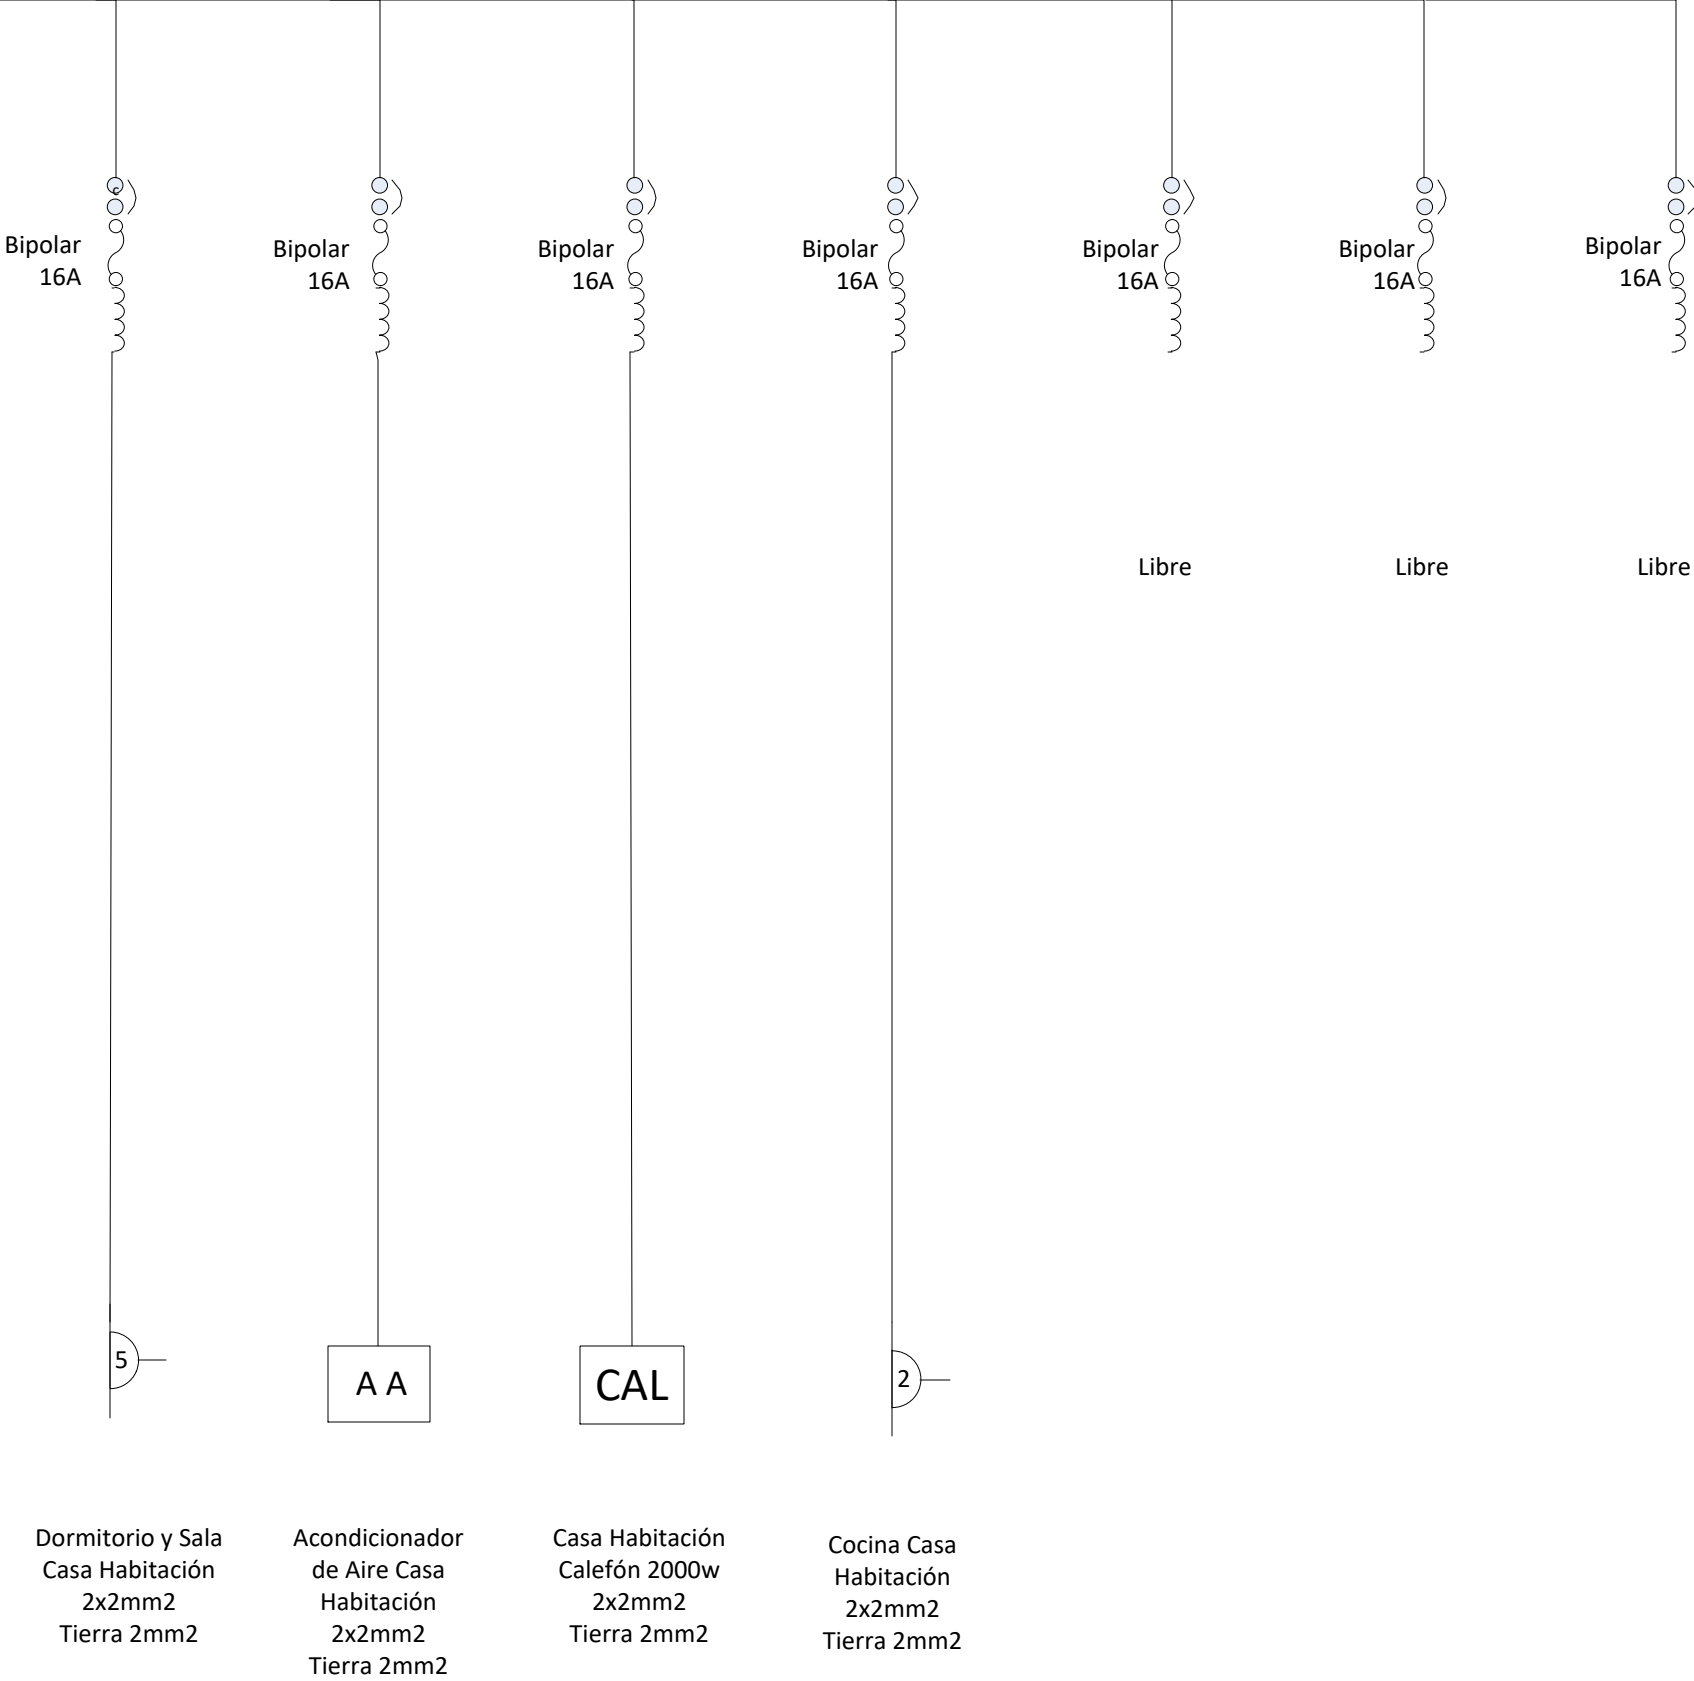 c
Bipolar
16A
Bipolar
16A
Bipolar
16A
Bipolar
16A
Bipolar
16A
Bipolar
16A
Bipolar
16A
Libre
Libre
Libre
5
A A
CAL
2
Dormitorio y Sala
Casa Habitación
2x2mm2
Tierra 2mm2
Acondicionador
de Aire Casa
Habitación
2x2mm2
Tierra 2mm2
Casa Habitación
Calefón 2000w
2x2mm2
Tierra 2mm2
Cocina Casa
Habitación
2x2mm2
Tierra 2mm2